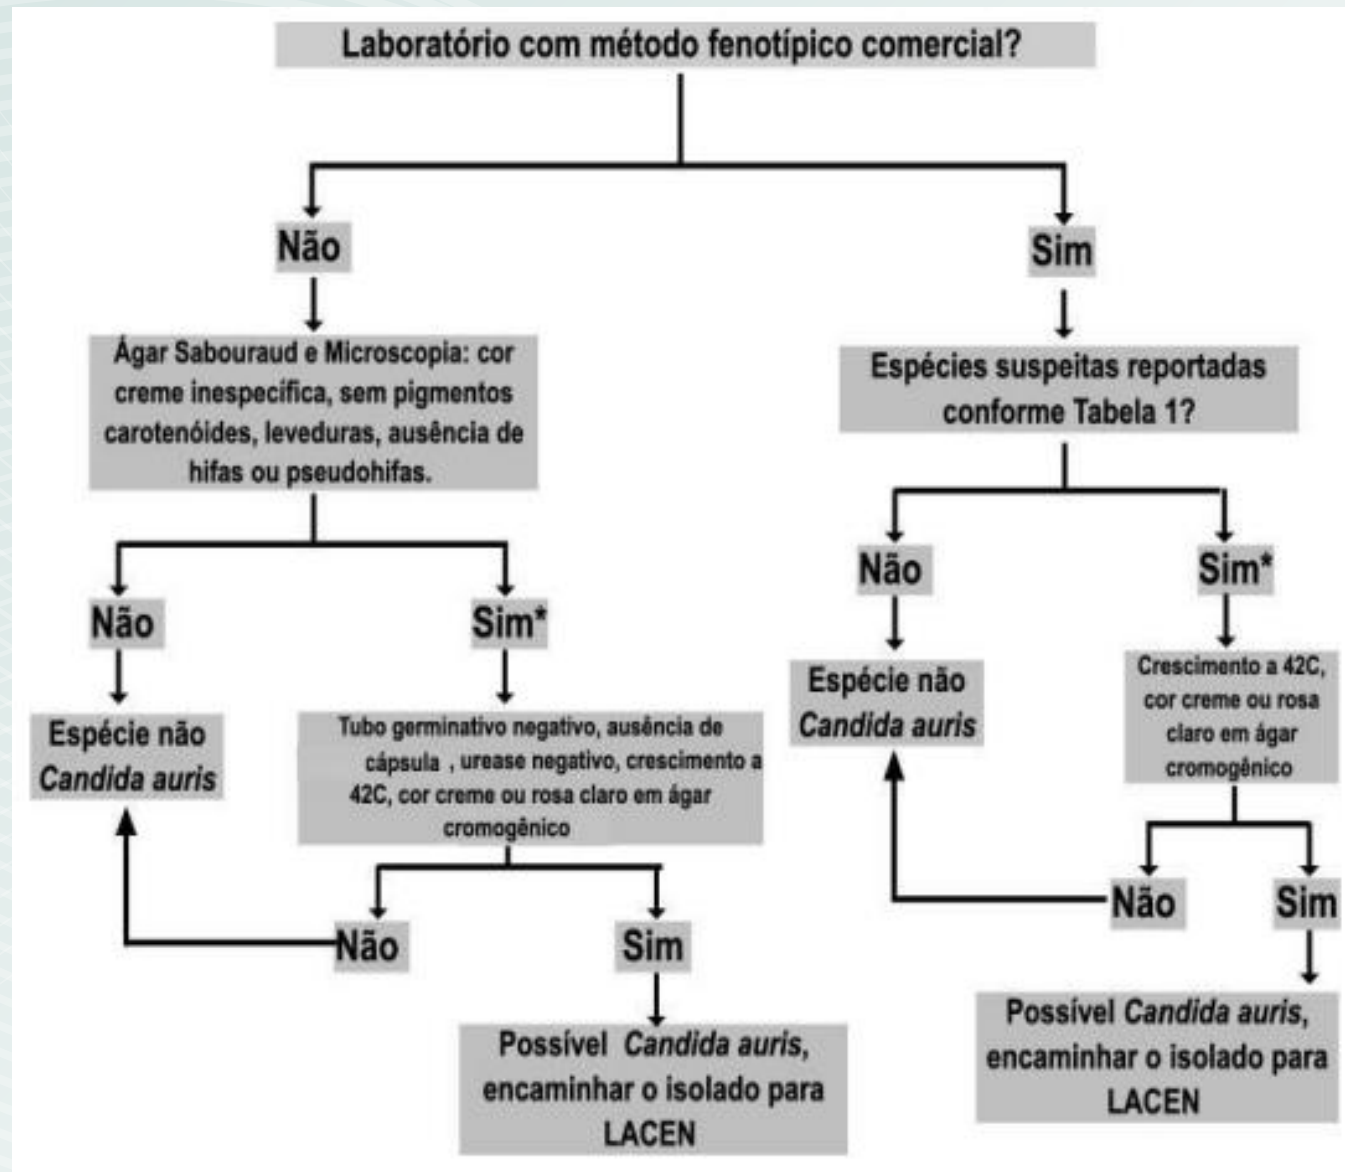 Laboratório com método fenotípico comercial?
Não
Sim
Ágar Sabouraud e Microscopia: cor
creme inespecífica, sem pigmentos
carotenóides, leveduras, ausência de
hifas ou pseudohifas.
Espécies suspeitas reportadas
conforme Tabela 1?
Não
Sim*
Não
Sim*
Espécie não
Candida auris
Tubo germinativo negativo, ausência de
cápsula , urease negativo, crescimento a
42C, cor creme ou rosa claro em ágar
cromogênico
Espécie não
Candida auris
Crescimento a 42C,
cor creme ou rosa
claro em ágar
cromogênico
Não
Sim
Não
Sim
Possível Candida auris,
encaminhar o isolado para
LACEN
Possível Candida auris,
encaminhar o isolado para
LACEN